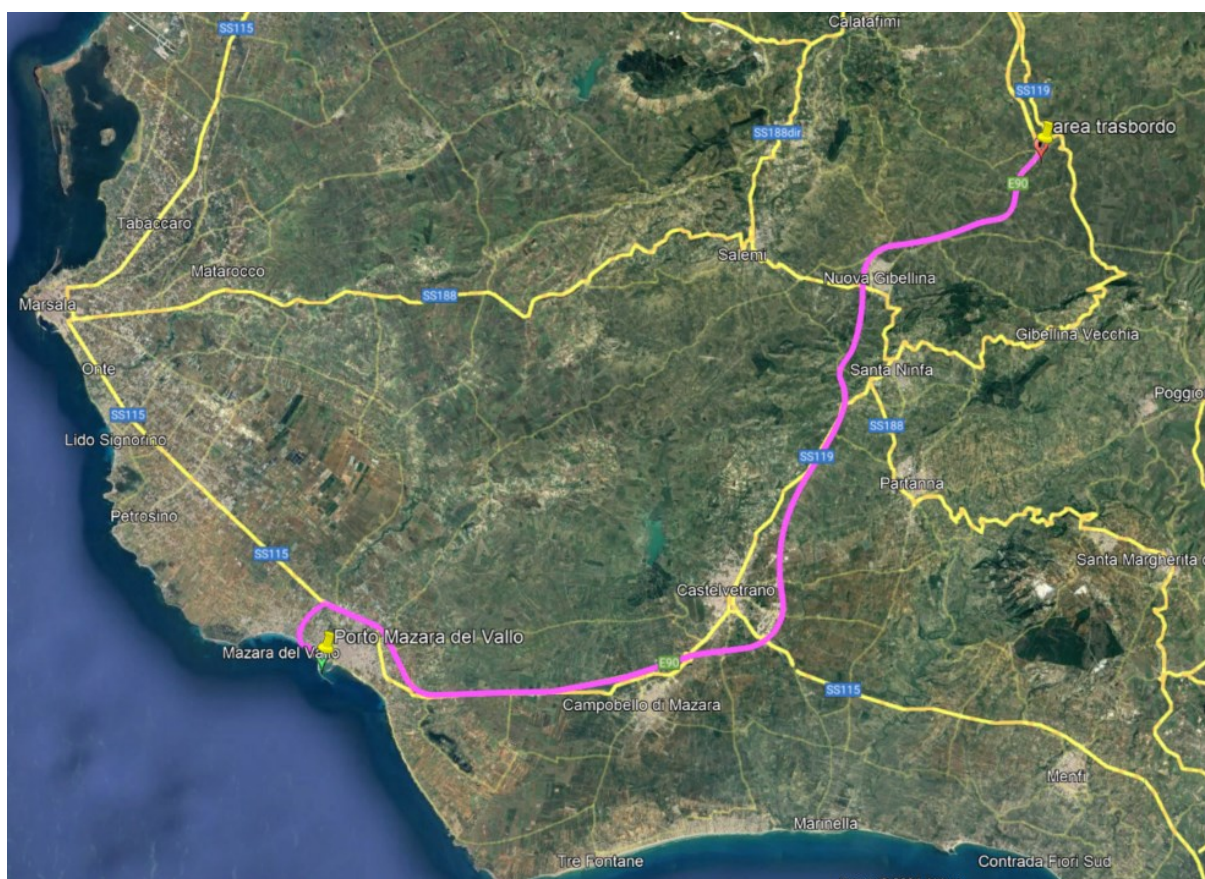 Calatafimi
SS115
SS119
area trasbordo
SS188dir
E90
Tabaccaro
Matarocco
Salemi
Nuova Gibellina
Marsala
SS188
Gibellina Vecchia
Onte
Santa Ninfa
Poggio
SS115
SS188
Lido Signorino
SS119
Partanna
Petrosino
SS115
Santa Margherita
Castelvetrano
Porto Mazara del Vallo
Mazara del Vallo
E90
SS115
Campobello di Mazara
Menfi
Marinella
Tre Fontane
Contrada Fiori Sud